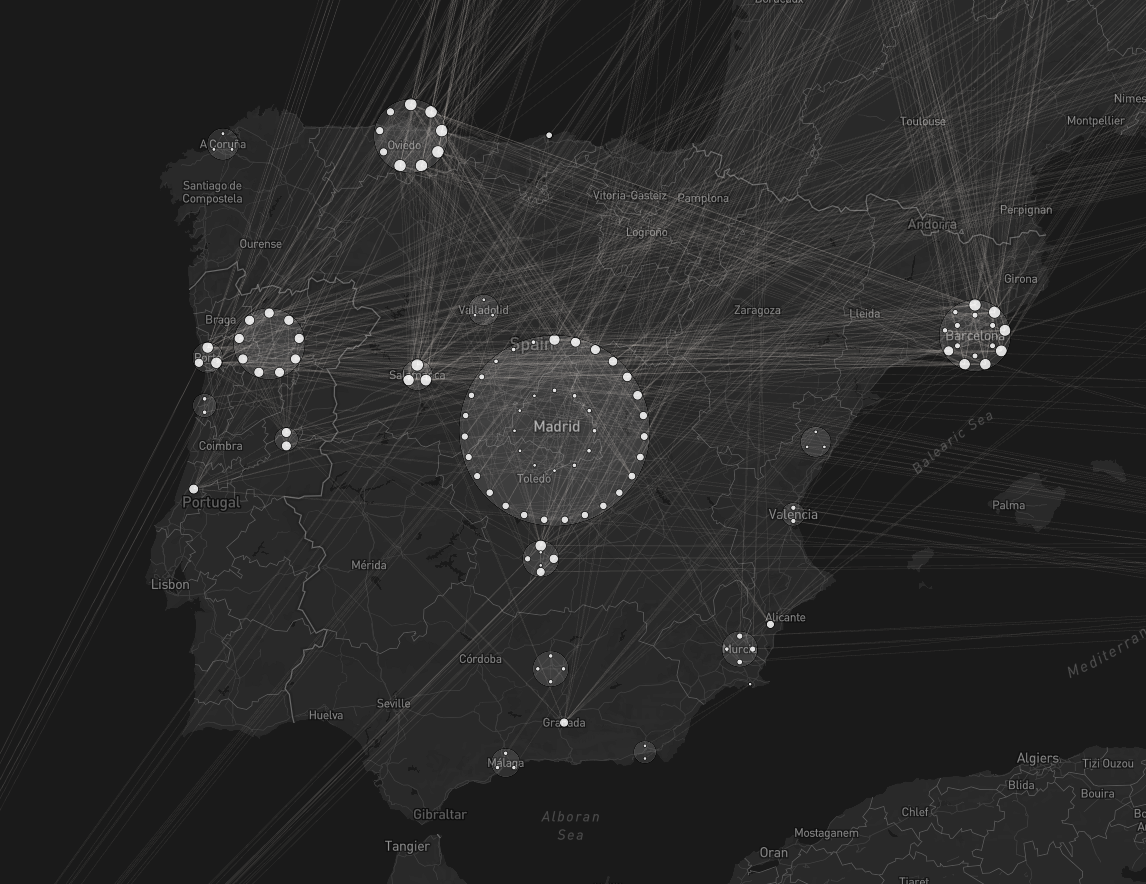 Bordeaux
Nimes
Toulouse
Montpellier
A Coruña
Oviedo
Santiago de
Compostela
Vitoria-Gasteiz
Pamplona
Perpignan
Andorra
Logroño
Ourense
Girona
Valladolid
Zaragoza
Lleida
Braga
Barcelona
Spain
Porto
Salamanca
Madrid
Balearic Sea
Coimbra
Toledo
Portugal
Palma
Valencia
Mérida
Lisbon
Alicante
Murcia
Mediterran
Córdoba
Seville
Huelva
Granada
Málaga
Algiers
Tizi Ouzou
Blida
Bouira
Gibraltar
Alboran
Sea
Chlef
Mostaganem
Tangier
Oran
Tiaret